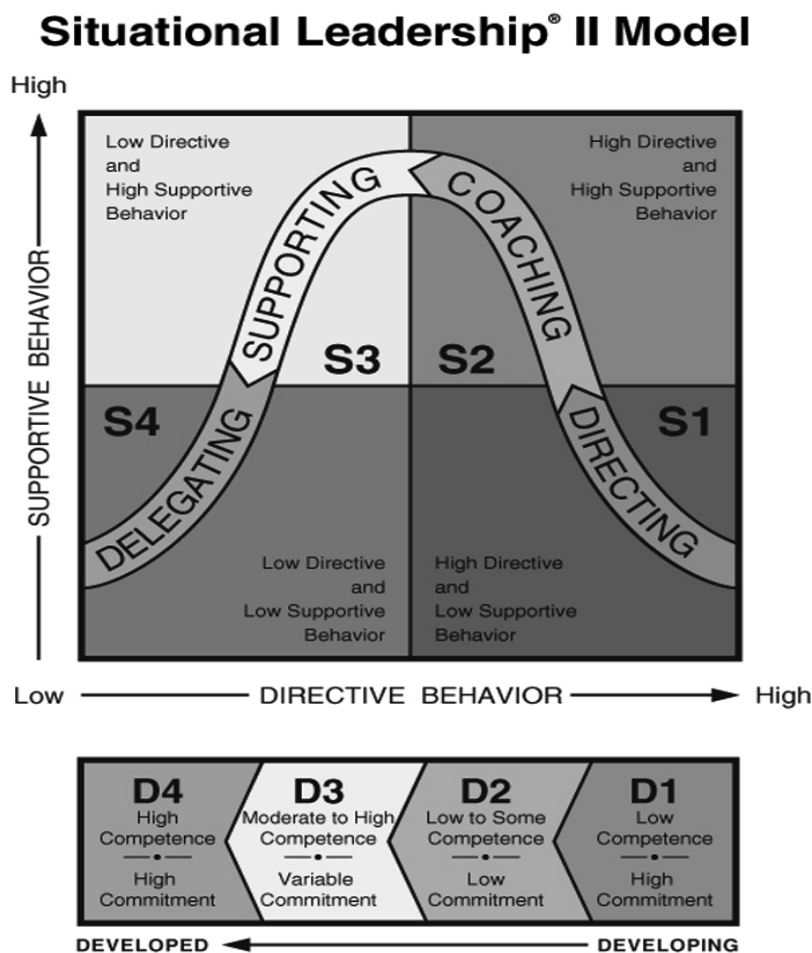 Situational Leadership® II Model
High
Low Directive
and
High Supportive
Behavior
High Directive
and
High Supportive
Behavior
SUPPORTING
COACHING
SUPPORTIVE BEHAVIOR
S3
S2
S4
S1
DELEGATING
DIRECTING
Low Directive
and
Low Supportive
Behavior
High Directive
and
Low Supportive
Behavior
Low
DIRECTIVE BEHAVIOR
High
D4
High
Competence
High
Commitment
D3
Moderate to High
Competence
Variable
Commitment
D2
Low to Some
Competence
Low
Commitment
D1
Low
Competence
High
Commitment
DEVELOPED
DEVELOPING